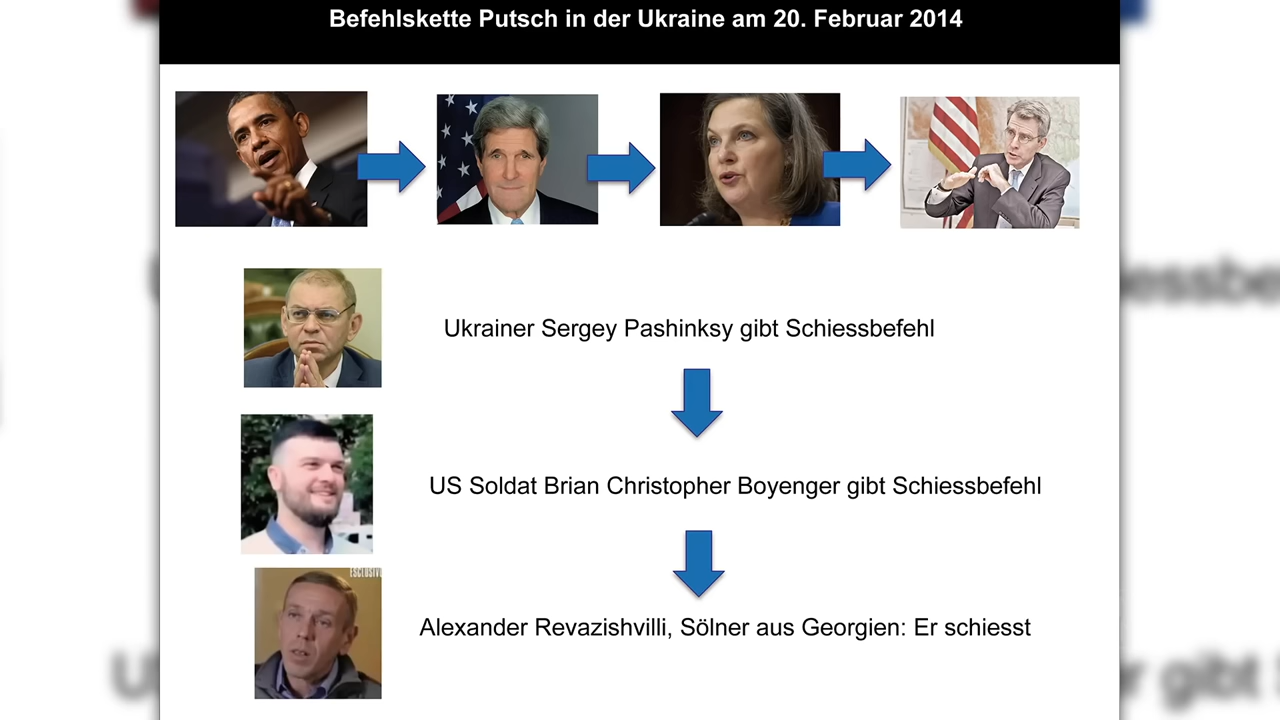 Befehlskette Putsch in der Ukraine am 20. Februar 2014
Ukrainer Sergey Pashinksy gibt Schiessbefehl
US Soldat Brian Christopher Boyenger gibt Schiessbefehl
ESCLUSIV
Alexander Revazishvilli, Sölner aus Georgien: Er schiesst